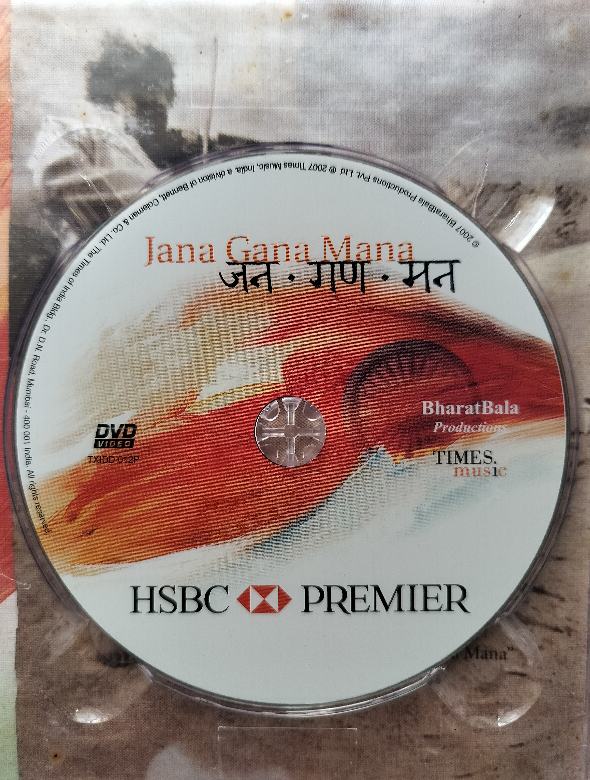 © 2007 BharatBala Productions Pvt. Ltd ℗ 2007 Times Music, India. a division of Bennett, Coleman & Co. Ltd. The Times of India Bldg., Dr. D.N. Road, Mumbai - 400 001 India. All rights reserved
Jana Gana Mana
जन • गण • मन
BharatBala
Productions
DVD
VIDEO
TXIDD 012P
TIMES.
music
HSBC PREMIER
Mana"